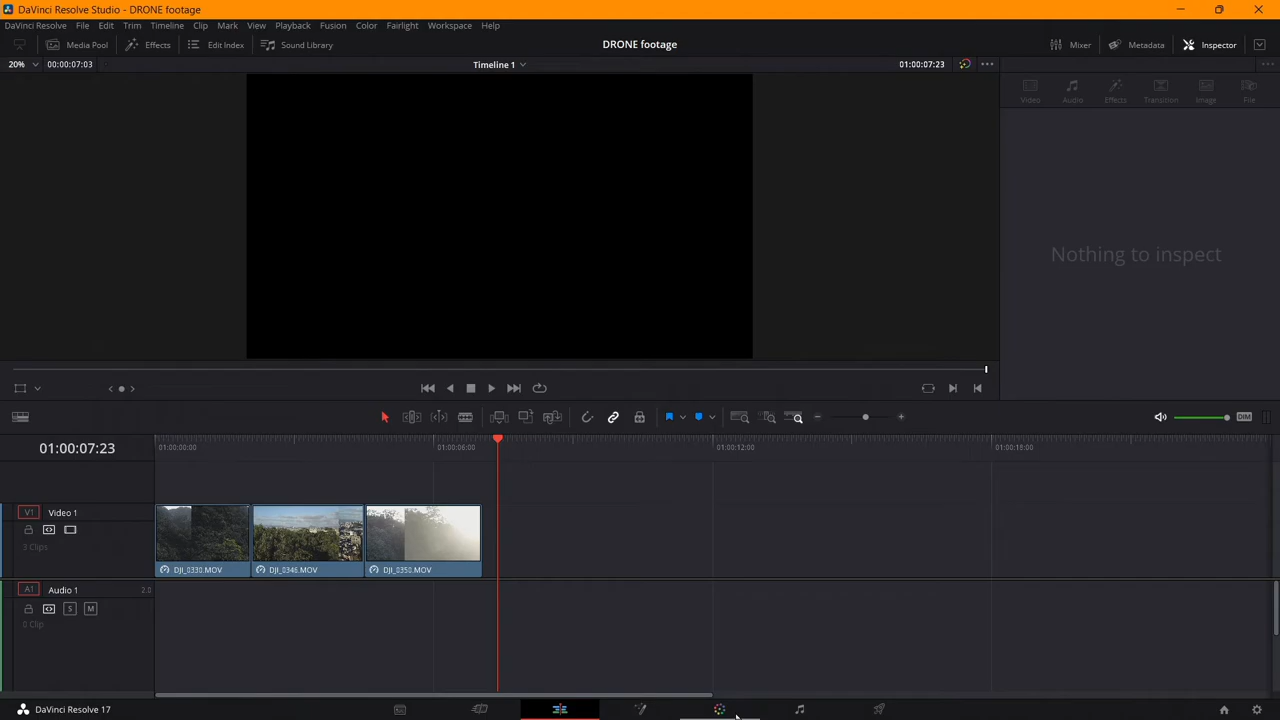 DaVinci Resolve Studio - DRONE footage
DaVinci Resolve File Edit Trim Timeline Clip Mark View Playback Fusion Color Fairlight Workspace Help
Media Pool Effects Edit Index Sound Library DRONE footage Mixer Metadata Inspector
20% 00:00:07:03 Timeline 1 01:00:07:23
Video Audio Effects Transition Image File
Nothing to inspect
DIM
01:00:07:23 01:00:00:00 01:00:06:00 01:00:12:00 01:00:18:00
V1 Video 1
3 Clips
DJI_0330.MOV DJI_0346.MOV DJI_0350.MOV
A1 Audio 1 2.0
S M
0 Clip
DaVinci Resolve 17